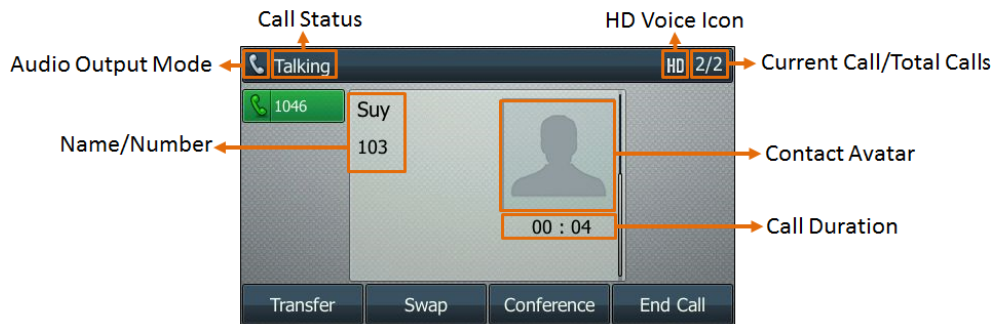 Call Status
HD Voice Icon
Audio Output Mode
Talking
HD 2/2
Current Call/Total Calls
1046
Suy
Name/Number
103
Contact Avatar
00 : 04
Call Duration
Transfer
Swap
Conference
End Call